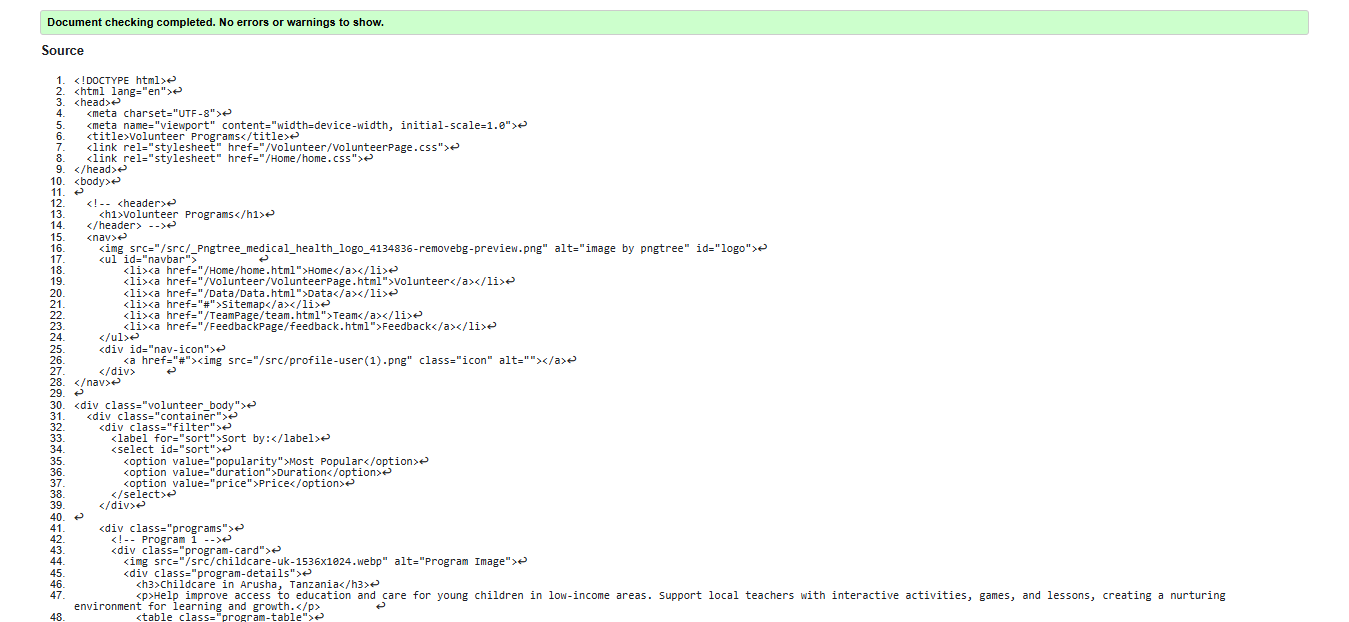 Document checking completed. No errors or warnings to show.
Source
1. <!DOCTYPE html>↩
2. <html lang="en">↩
3. <head>↩
4.   <meta charset="UTF-8">↩
5.   <meta name="viewport" content="width=device-width, initial-scale=1.0">↩
6.   <title>Volunteer Programs</title>↩
7.   <link rel="stylesheet" href="/Volunteer/VolunteerPage.css">↩
8.   <link rel="stylesheet" href="/Home/home.css">↩
9. </head>↩
10. <body>↩
11. ↩
12.   <!-- <header>↩
13.     <h1>Volunteer Programs</h1>↩
14.   </header> -->↩
15.   <nav>↩
16.     <img src="/src/_Pngtree_medical_health_logo_4134836-removebg-preview.png" alt="image by pngtree" id="logo">↩
17.     <ul id="navbar">           ↩
18.         <li><a href="/Home/home.html">Home</a></li>↩
19.         <li><a href="/Volunteer/VolunteerPage.html">Volunteer</a></li>↩
20.         <li><a href="/Data/Data.html">Data</a></li>↩
21.         <li><a href="#">Sitemap</a></li>↩
22.         <li><a href="/TeamPage/team.html">Team</a></li>↩
23.         <li><a href="/FeedbackPage/feedback.html">Feedback</a></li>↩
24.     </ul>↩
25.     <div id="nav-icon">↩
26.         <a href="#"><img src="/src/profile-user(1).png" class="icon" alt=""></a>↩
27.     </div>     ↩
28. </nav>↩
29. ↩
30. <div class="volunteer_body">↩
31.   <div class="container">↩
32.     <div class="filter">↩
33.       <label for="sort">Sort by:</label>↩
34.       <select id="sort">↩
35.         <option value="popularity">Most Popular</option>↩
36.         <option value="duration">Duration</option>↩
37.         <option value="price">Price</option>↩
38.       </select>↩
39.     </div>↩
40. ↩
41.     <div class="programs">↩
42.       <!-- Program 1 -->↩
43.       <div class="program-card">↩
44.         <img src="/src/childcare-uk-1536x1024.webp" alt="Program Image">↩
45.         <div class="program-details">↩
46.           <h3>Childcare in Arusha, Tanzania</h3>↩
47.           <p>Help improve access to education and care for young children in low-income areas. Support local teachers with interactive activities, games, and lessons, creating a nurturing
environment for learning and growth.</p>         ↩
48.           <table class="program-table">↩